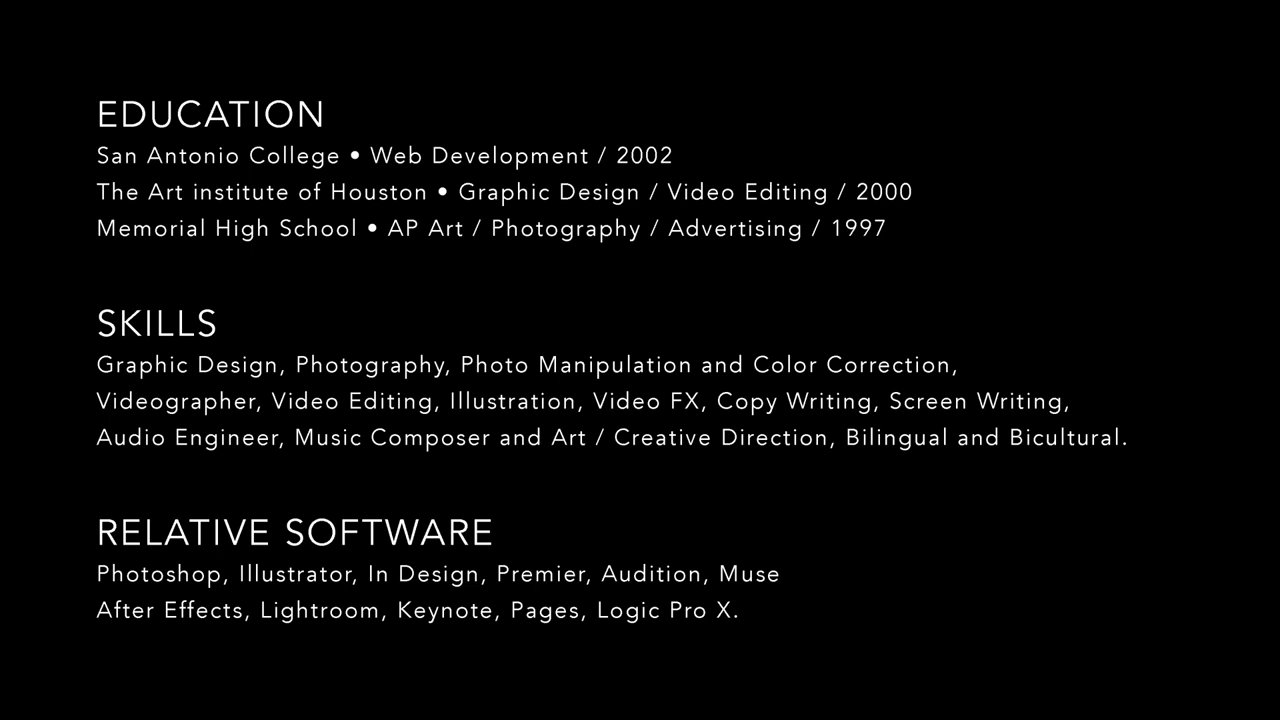 EDUCATION
San Antonio College • Web Development / 2002
The Art institute of Houston • Graphic Design / Video Editing / 2000
Memorial High School • AP Art / Photography / Advertising / 1997
SKILLS
Graphic Design, Photography, Photo Manipulation and Color Correction,
Videographer, Video Editing, Illustration, Video FX, Copy Writing, Screen Writing,
Audio Engineer, Music Composer and Art / Creative Direction, Bilingual and Bicultural.
RELATIVE SOFTWARE
Photoshop, Illustrator, In Design, Premier, Audition, Muse
After Effects, Lightroom, Keynote, Pages, Logic Pro X.